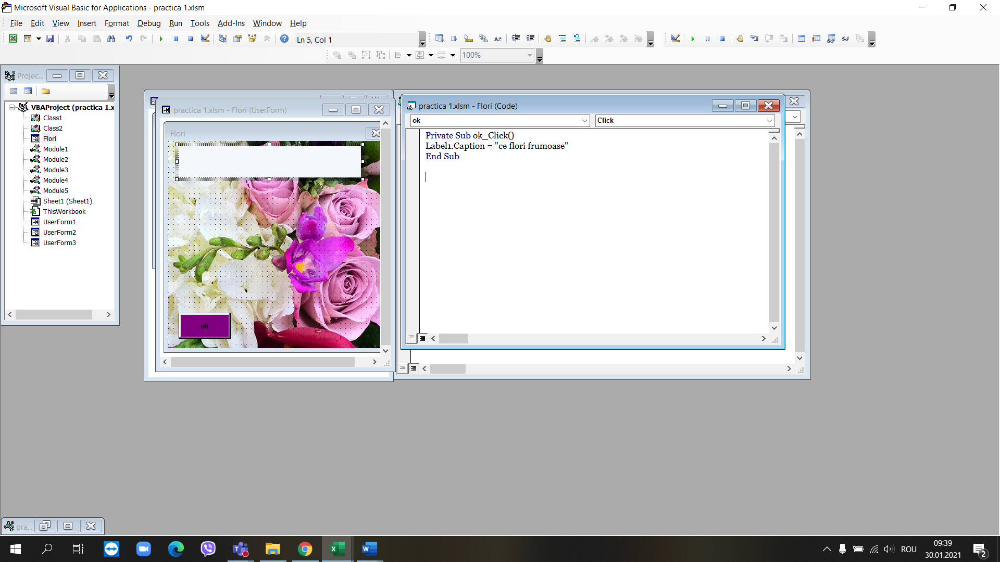 Microsoft Visual Basic for Applications - practica 1.xlsm
File Edit View Insert Format Debug Run Tools Add-Ins Window Help
Ln 5, Col 1
100%
Projec...
VBAProject (practica 1.x
Class1
Class2
Flori
Module1
Module2
Module3
Module4
Module5
Sheet1 (Sheet1)
ThisWorkbook
UserForm1
UserForm2
UserForm3
practica 1.xlsm - Flori (UserForm)
Flori
ok
practica 1.xlsm - Flori (Code)
ok Click
Private Sub ok_Click()
Label1.Caption = "ce flori frumoase"
End Sub
pra...
ROU
09:39
30.01.2021
2